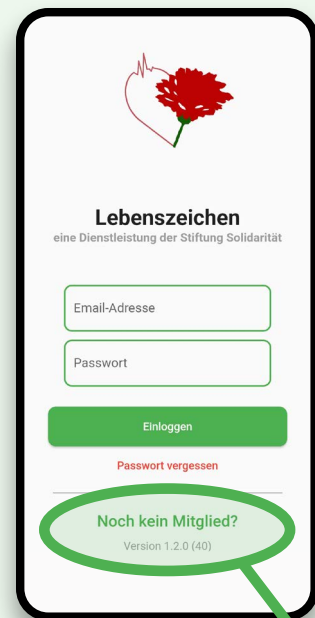 Lebenszeichen
eine Dienstleistung der Stiftung Solidarität
Email-Adresse
Passwort
Einloggen
Passwort vergessen
Noch kein Mitglied?
Version 1.2.0 (40)